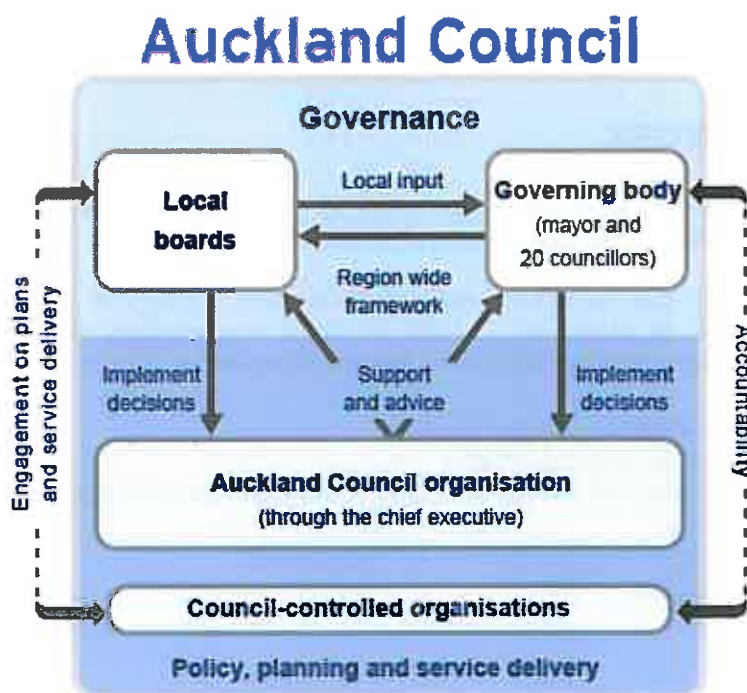 Auckland Council
Governance
Local
boards
Local input
Governing body
(mayor and
20 councillors)
Region wide
framework
Engagement on plans
and service delivery
Accountability
Implement
decisions
Support
and advice
Implement
decisions
Auckland Council organisation
(through the chief executive)
Council-controlled organisations
Policy, planning and service delivery